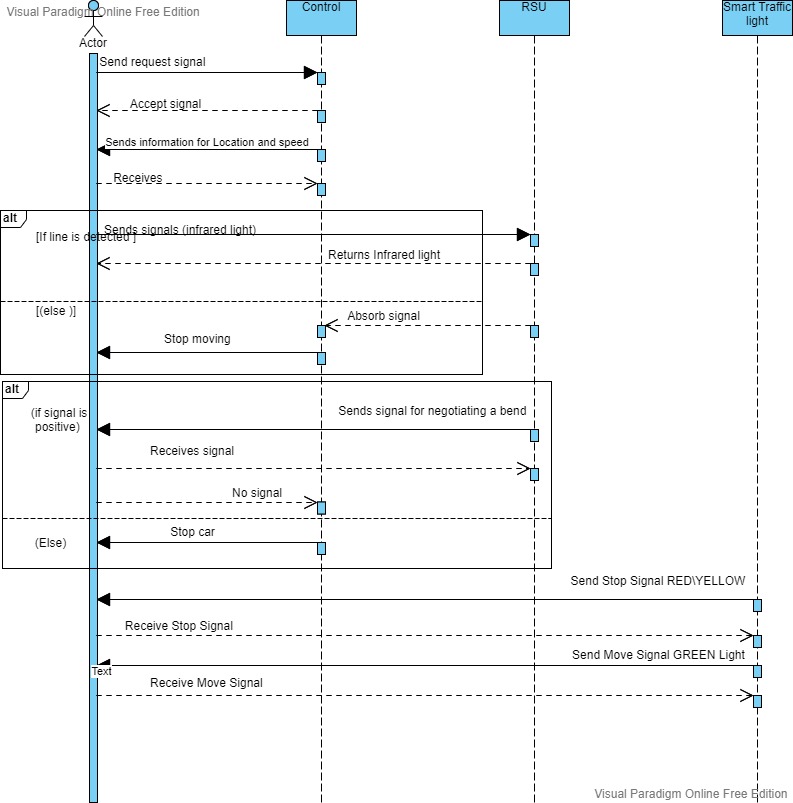 Visual Paradigm Online Free Edition
Control
RSU
Smart Traffic
light
Actor
Send request signal
Accept signal
Sends information for Location and speed
Receives
alt
Sends signals (infrared light)
[If line is detected ]
Returns Infrared light
[(else )]
Absorb signal
Stop moving
alt
Sends signal for negotiating a bend
(if signal is
positive)
Receives signal
No signal
Stop car
(Else)
Send Stop Signal RED\YELLOW
Receive Stop Signal
Send Move Signal GREEN Light
Text
Receive Move Signal
Visual Paradigm Online Free Edition